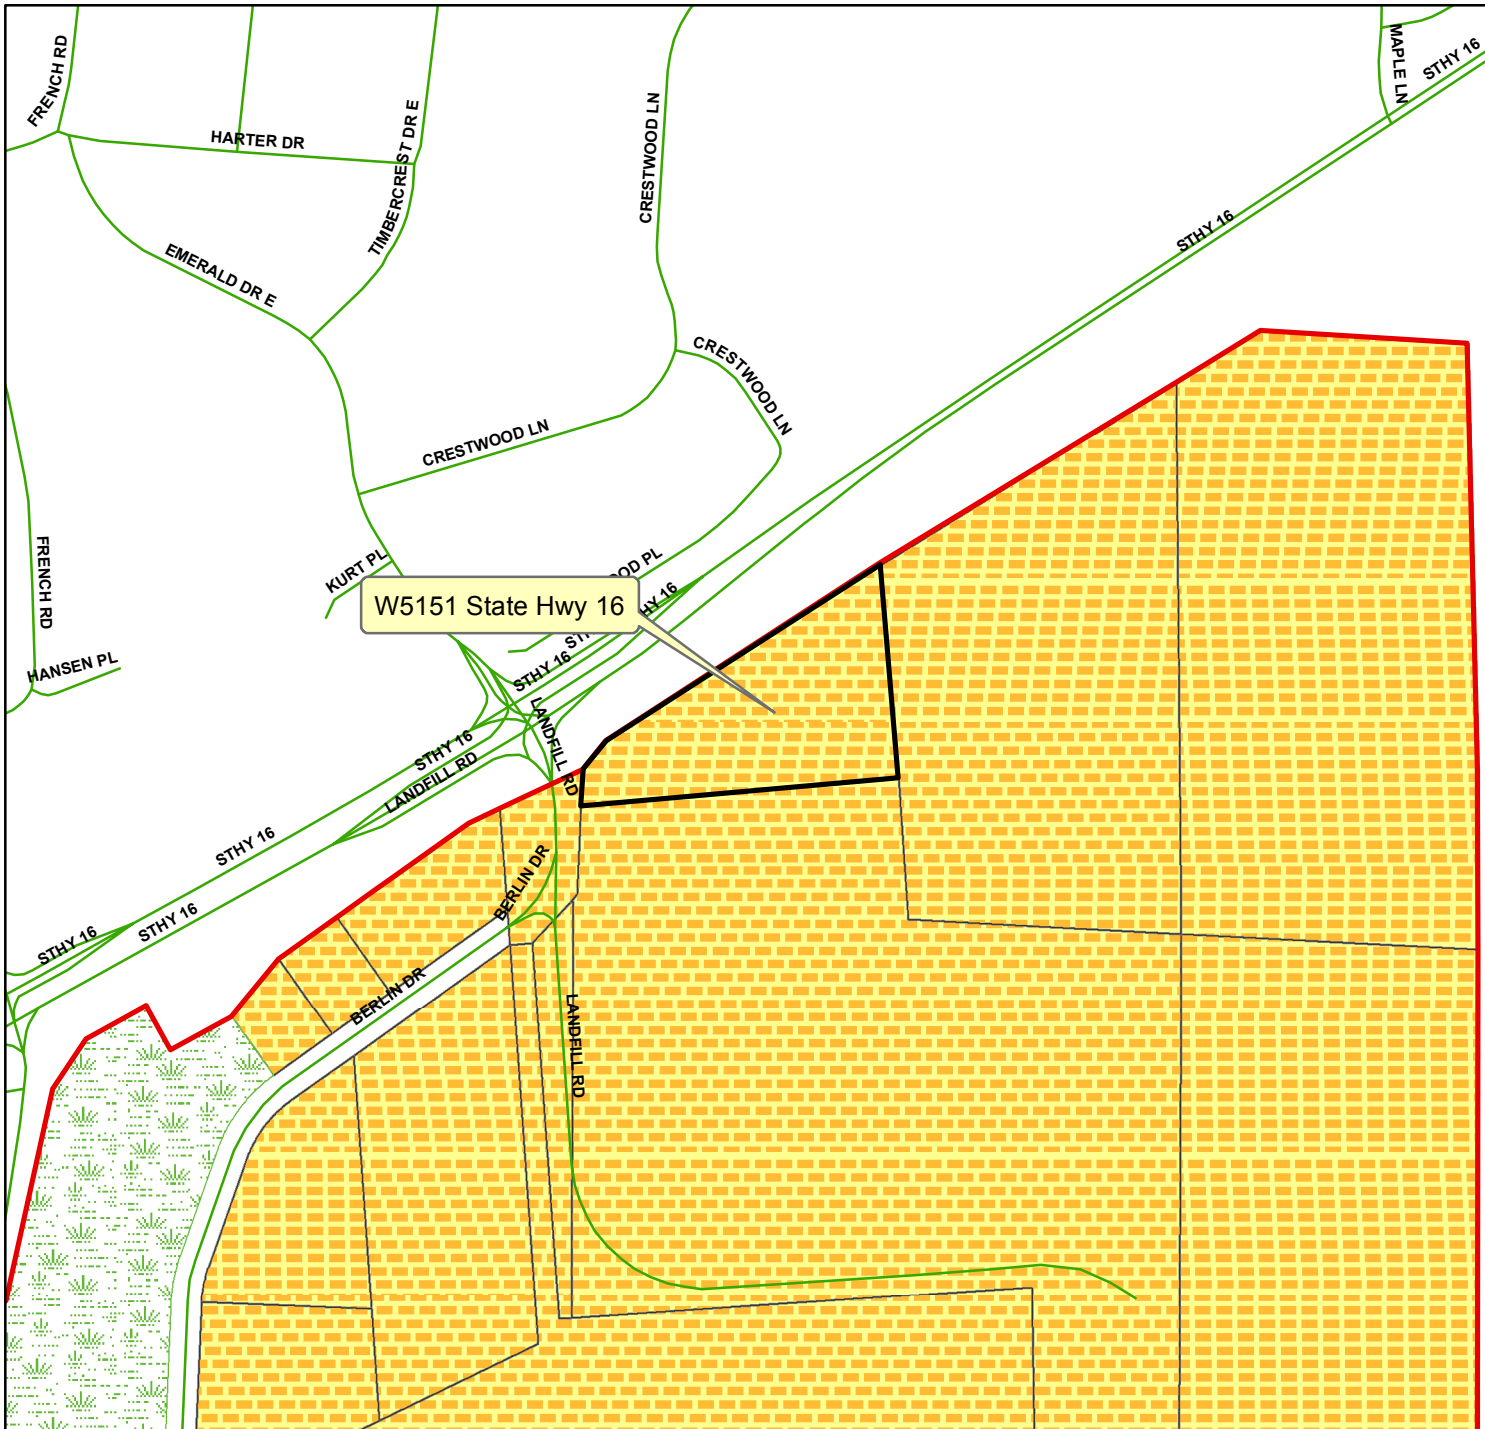 FRENCH RD
HARTER DR
TIMBERCREST DR E
EMERALD DR E
CRESTWOOD LN
MAPLE LN
STHY 16
STHY 16
CRESTWOOD LN
CRESTWOOD LN
FRENCH RD
KURT PL
W5151 State Hwy 16
HANSEN PL
STHY 16
LANDFILL RD
STHY 16
LANDFILL RD
STHY 16
BERLIN DR
STHY 16
STHY 16
BERLIN DR
LANDFILL RD